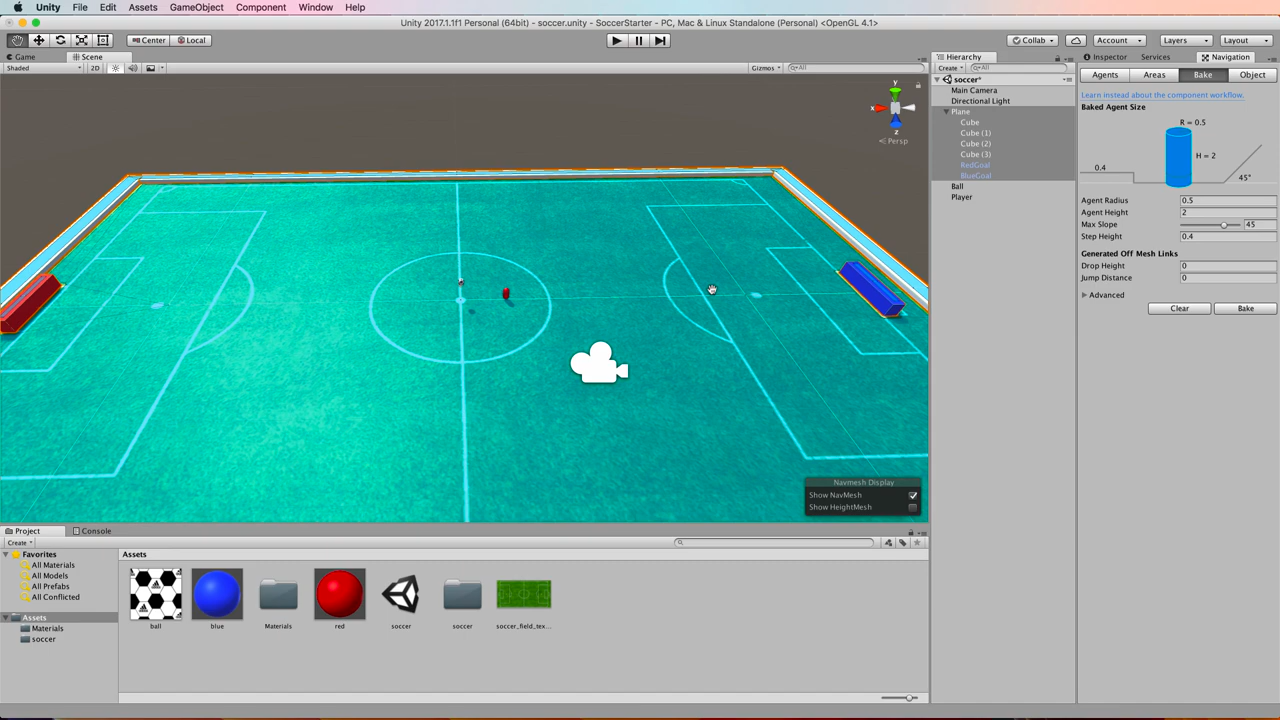 Unity File Edit Assets GameObject Component Window Help
Unity 2017.1.1f1 Personal (64bit) - soccer.unity - SoccerStarter - PC, Mac & Linux Standalone (Personal) <OpenGL 4.1>
Center Local Collab Account Layers Layout
Game Scene
Shaded 2D Gizmos All
y
x
z
Persp
Navmesh Display
Show NavMesh
Show HeightMesh
Hierarchy
Create All
soccer*
Main Camera
Directional Light
Plane
Cube
Cube (1)
Cube (2)
Cube (3)
RedGoal
BlueGoal
Ball
Player
Inspector Services Navigation
Agents Areas Bake Object
Learn instead about the component workflow.
Baked Agent Size
R = 0.5
H = 2
0.4
45°
Agent Radius 0.5
Agent Height 2
Max Slope 45
Step Height 0.4
Generated Off Mesh Links
Drop Height 0
Jump Distance 0
Advanced
Clear Bake
Project Console
Create
Favorites
All Materials
All Models
All Prefabs
All Conflicted
Assets
Materials
soccer
Assets
ball blue Materials red soccer soccer soccer_field_tex...